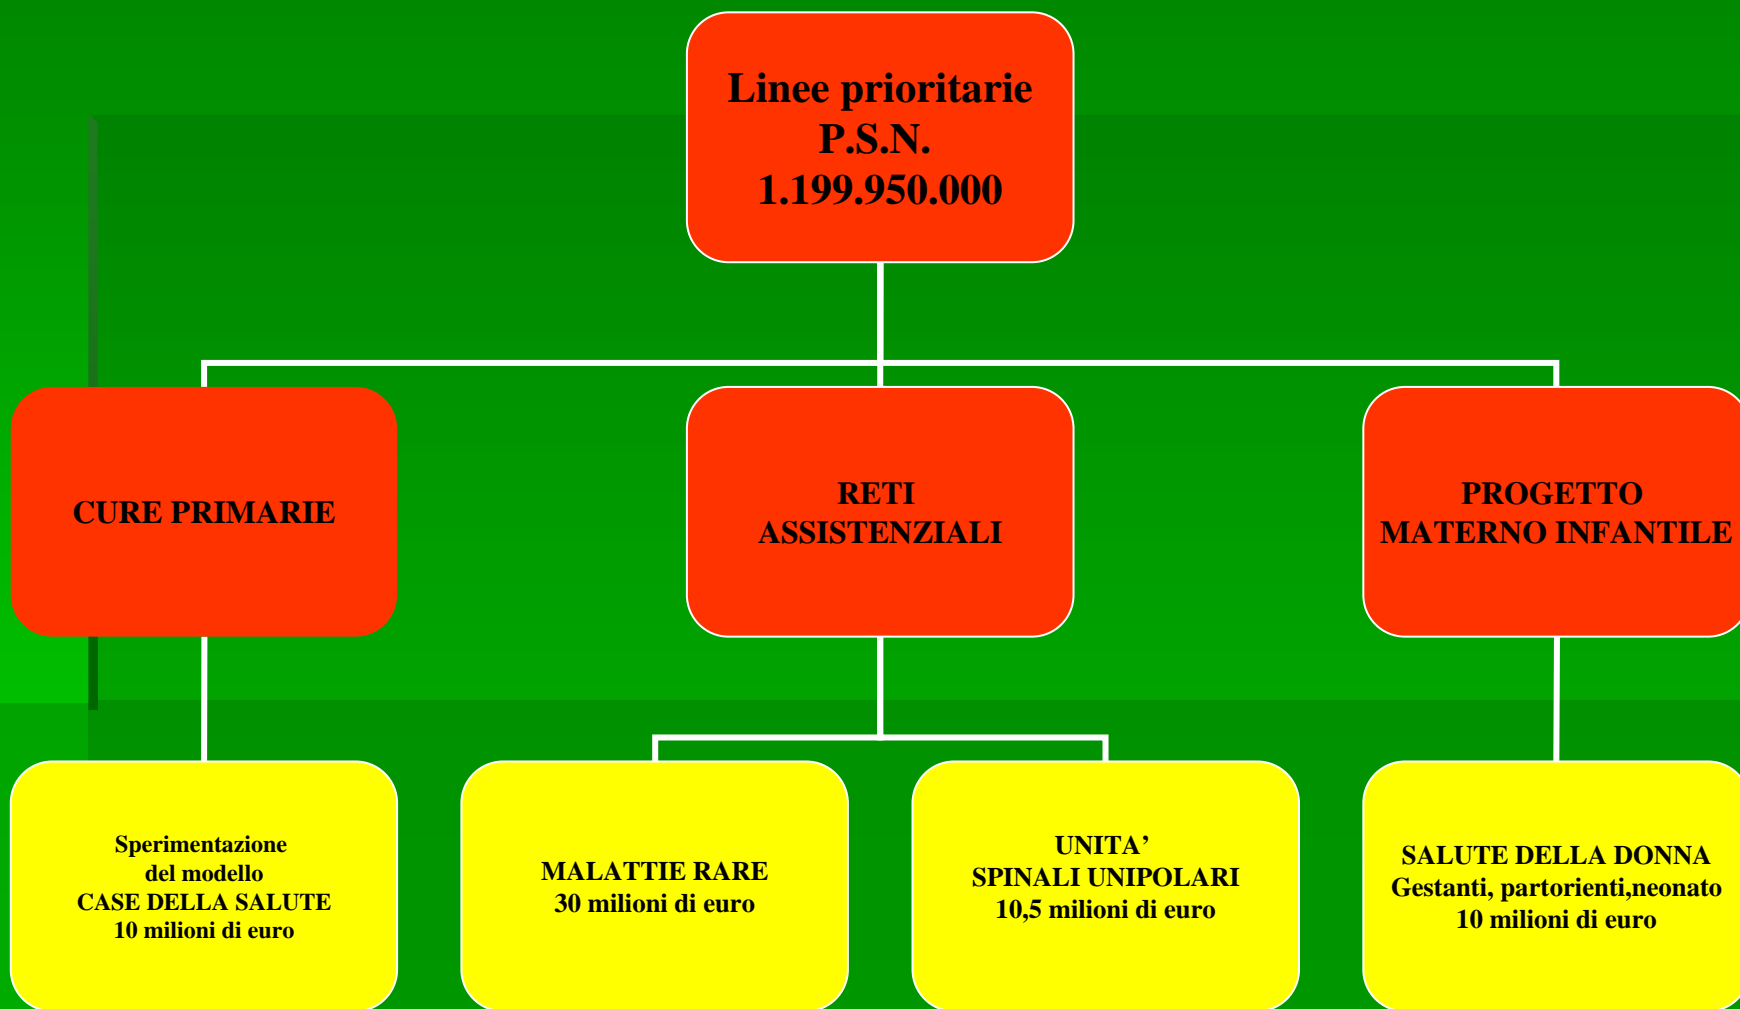 Linee prioritarie
P.S.N.
1.199.950.000
CURE PRIMARIE
RETI
ASSISTENZIALI
PROGETTO
MATERNO INFANTILE
Sperimentazione
del modello
CASE DELLA SALUTE
10 milioni di euro
MALATTIE RARE
30 milioni di euro
UNITA’
SPINALI UNIPOLARI
10,5 milioni di euro
SALUTE DELLA DONNA
Gestanti, partorienti,neonato
10 milioni di euro